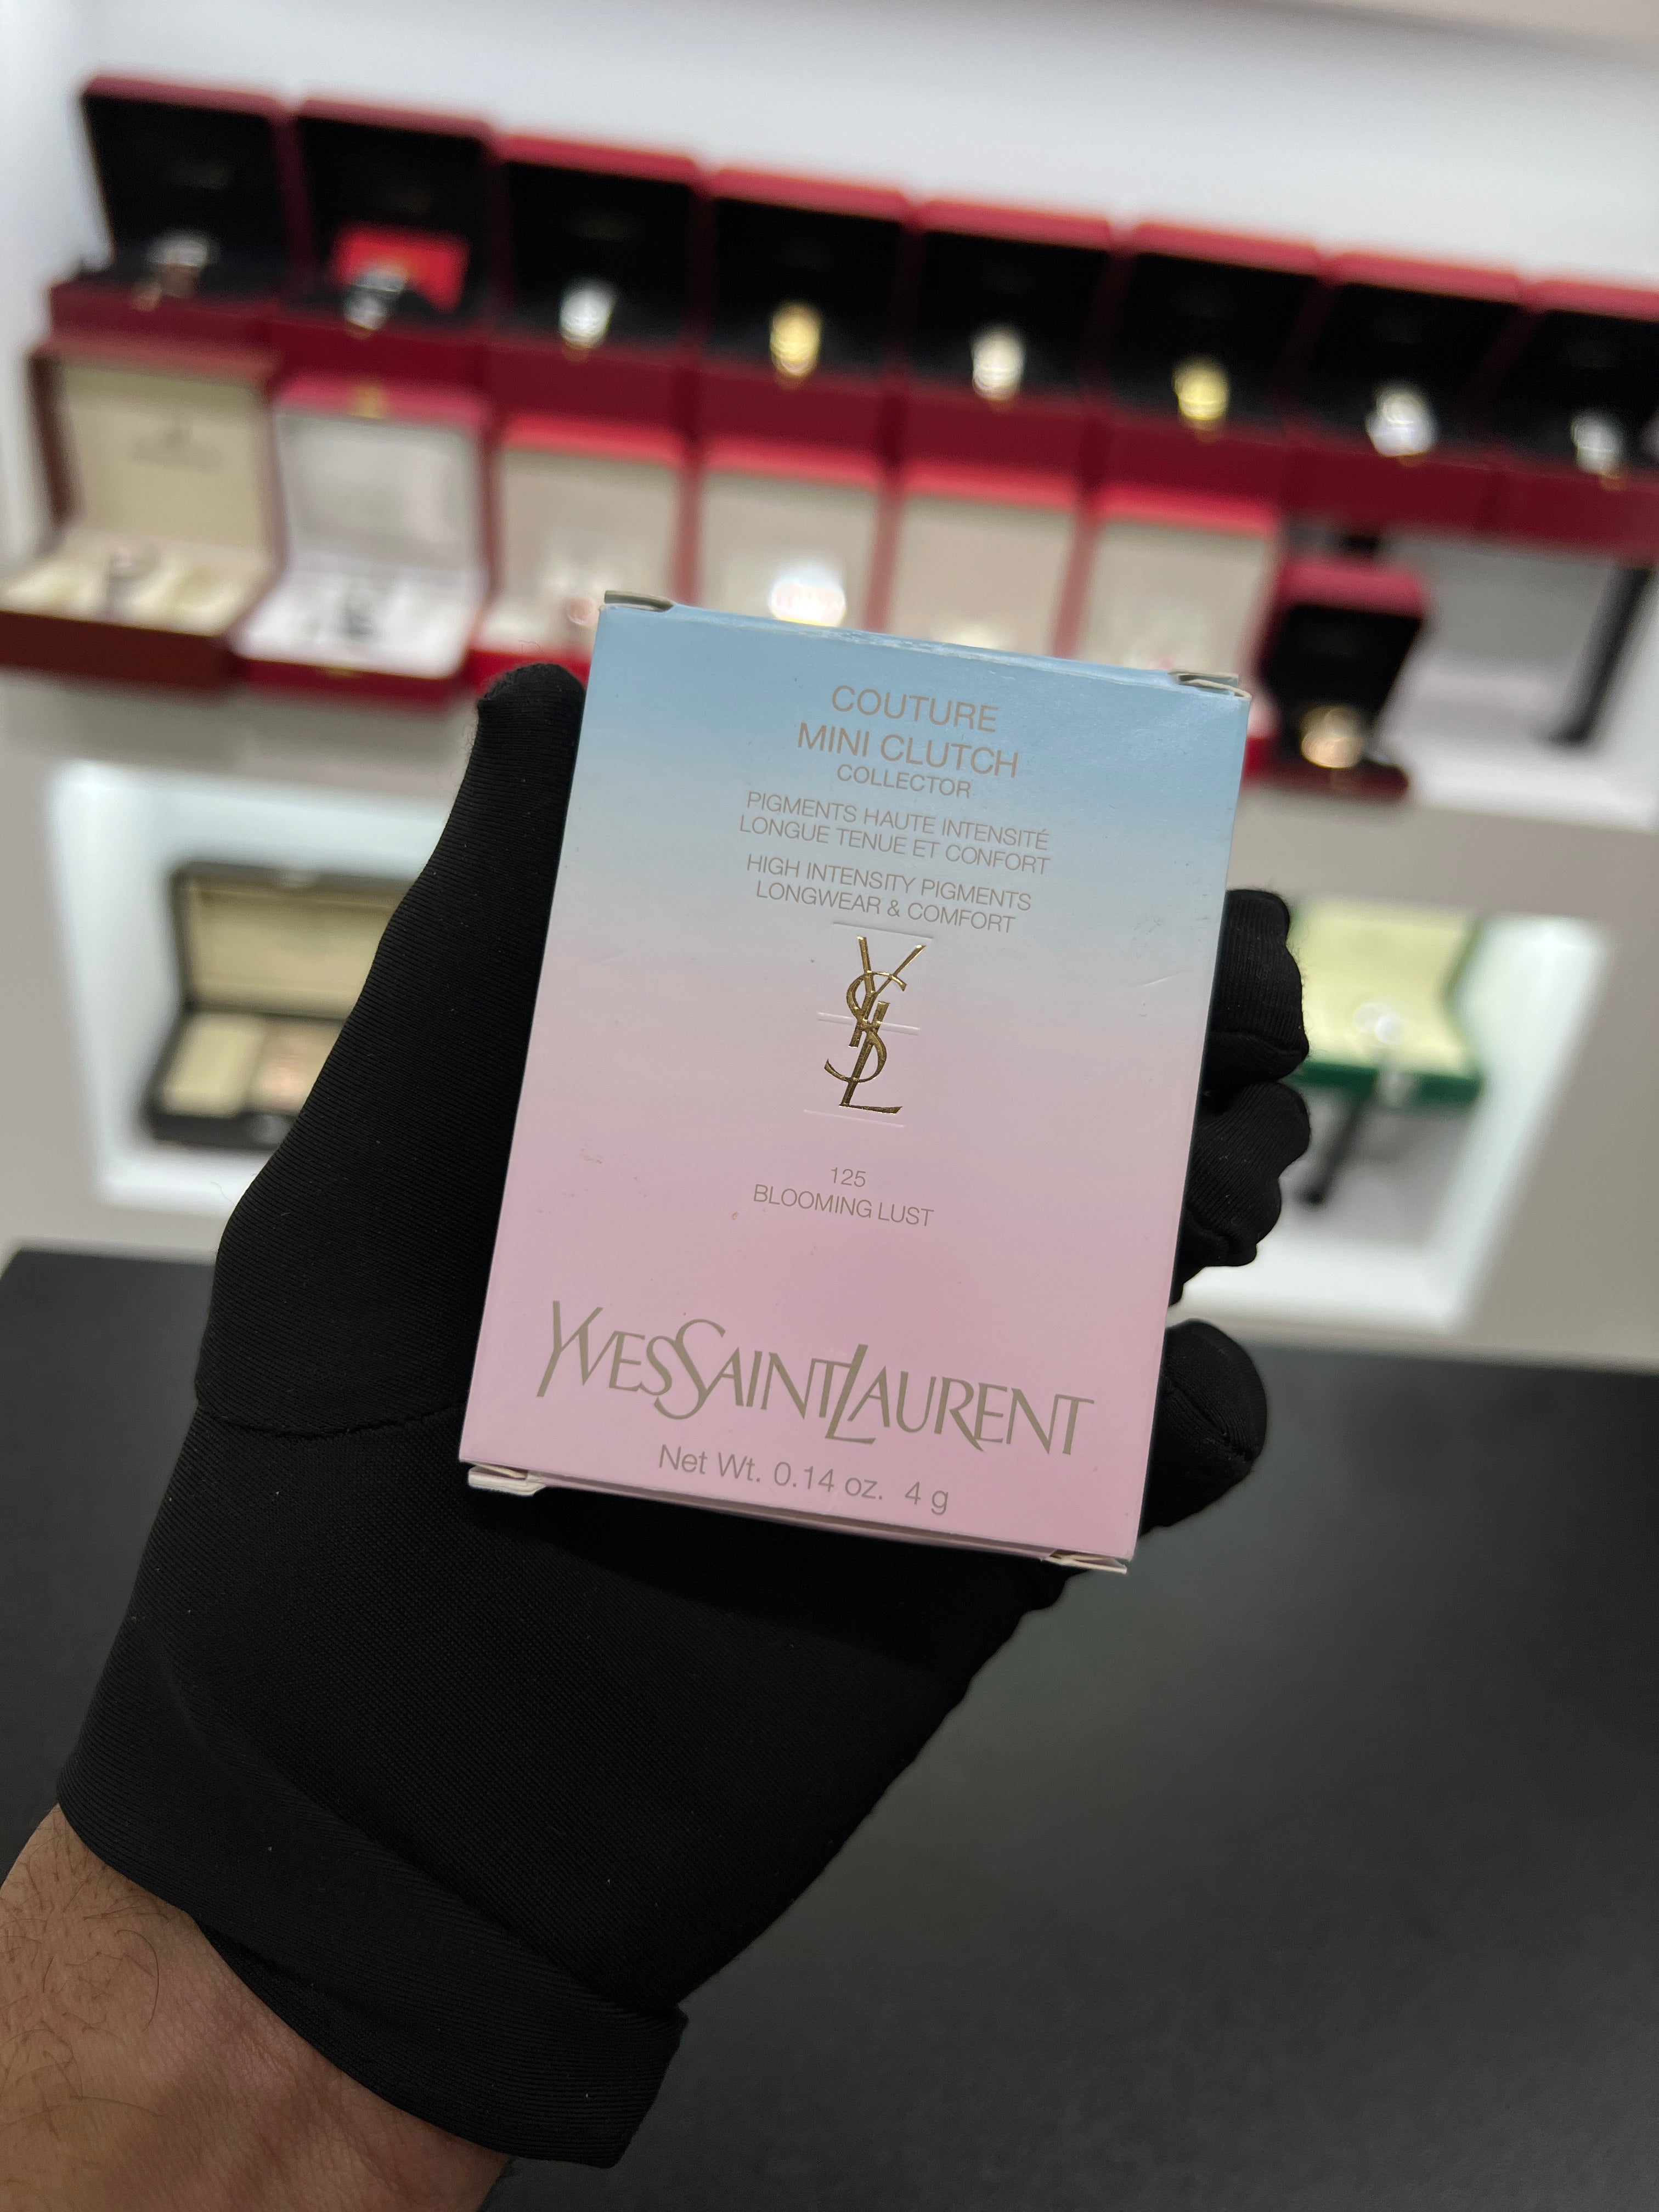 COUTURE
MINI CLUTCH
COLLECTOR
PIGMENTS HAUTE INTENSITÉ
LONGUE TENUE ET CONFORT
HIGH INTENSITY PIGMENTS
LONGWEAR & COMFORT
YSL
125
BLOOMING LUST
YVESSAINTLAURENT
Net Wt. 0.14 oz. 4 g